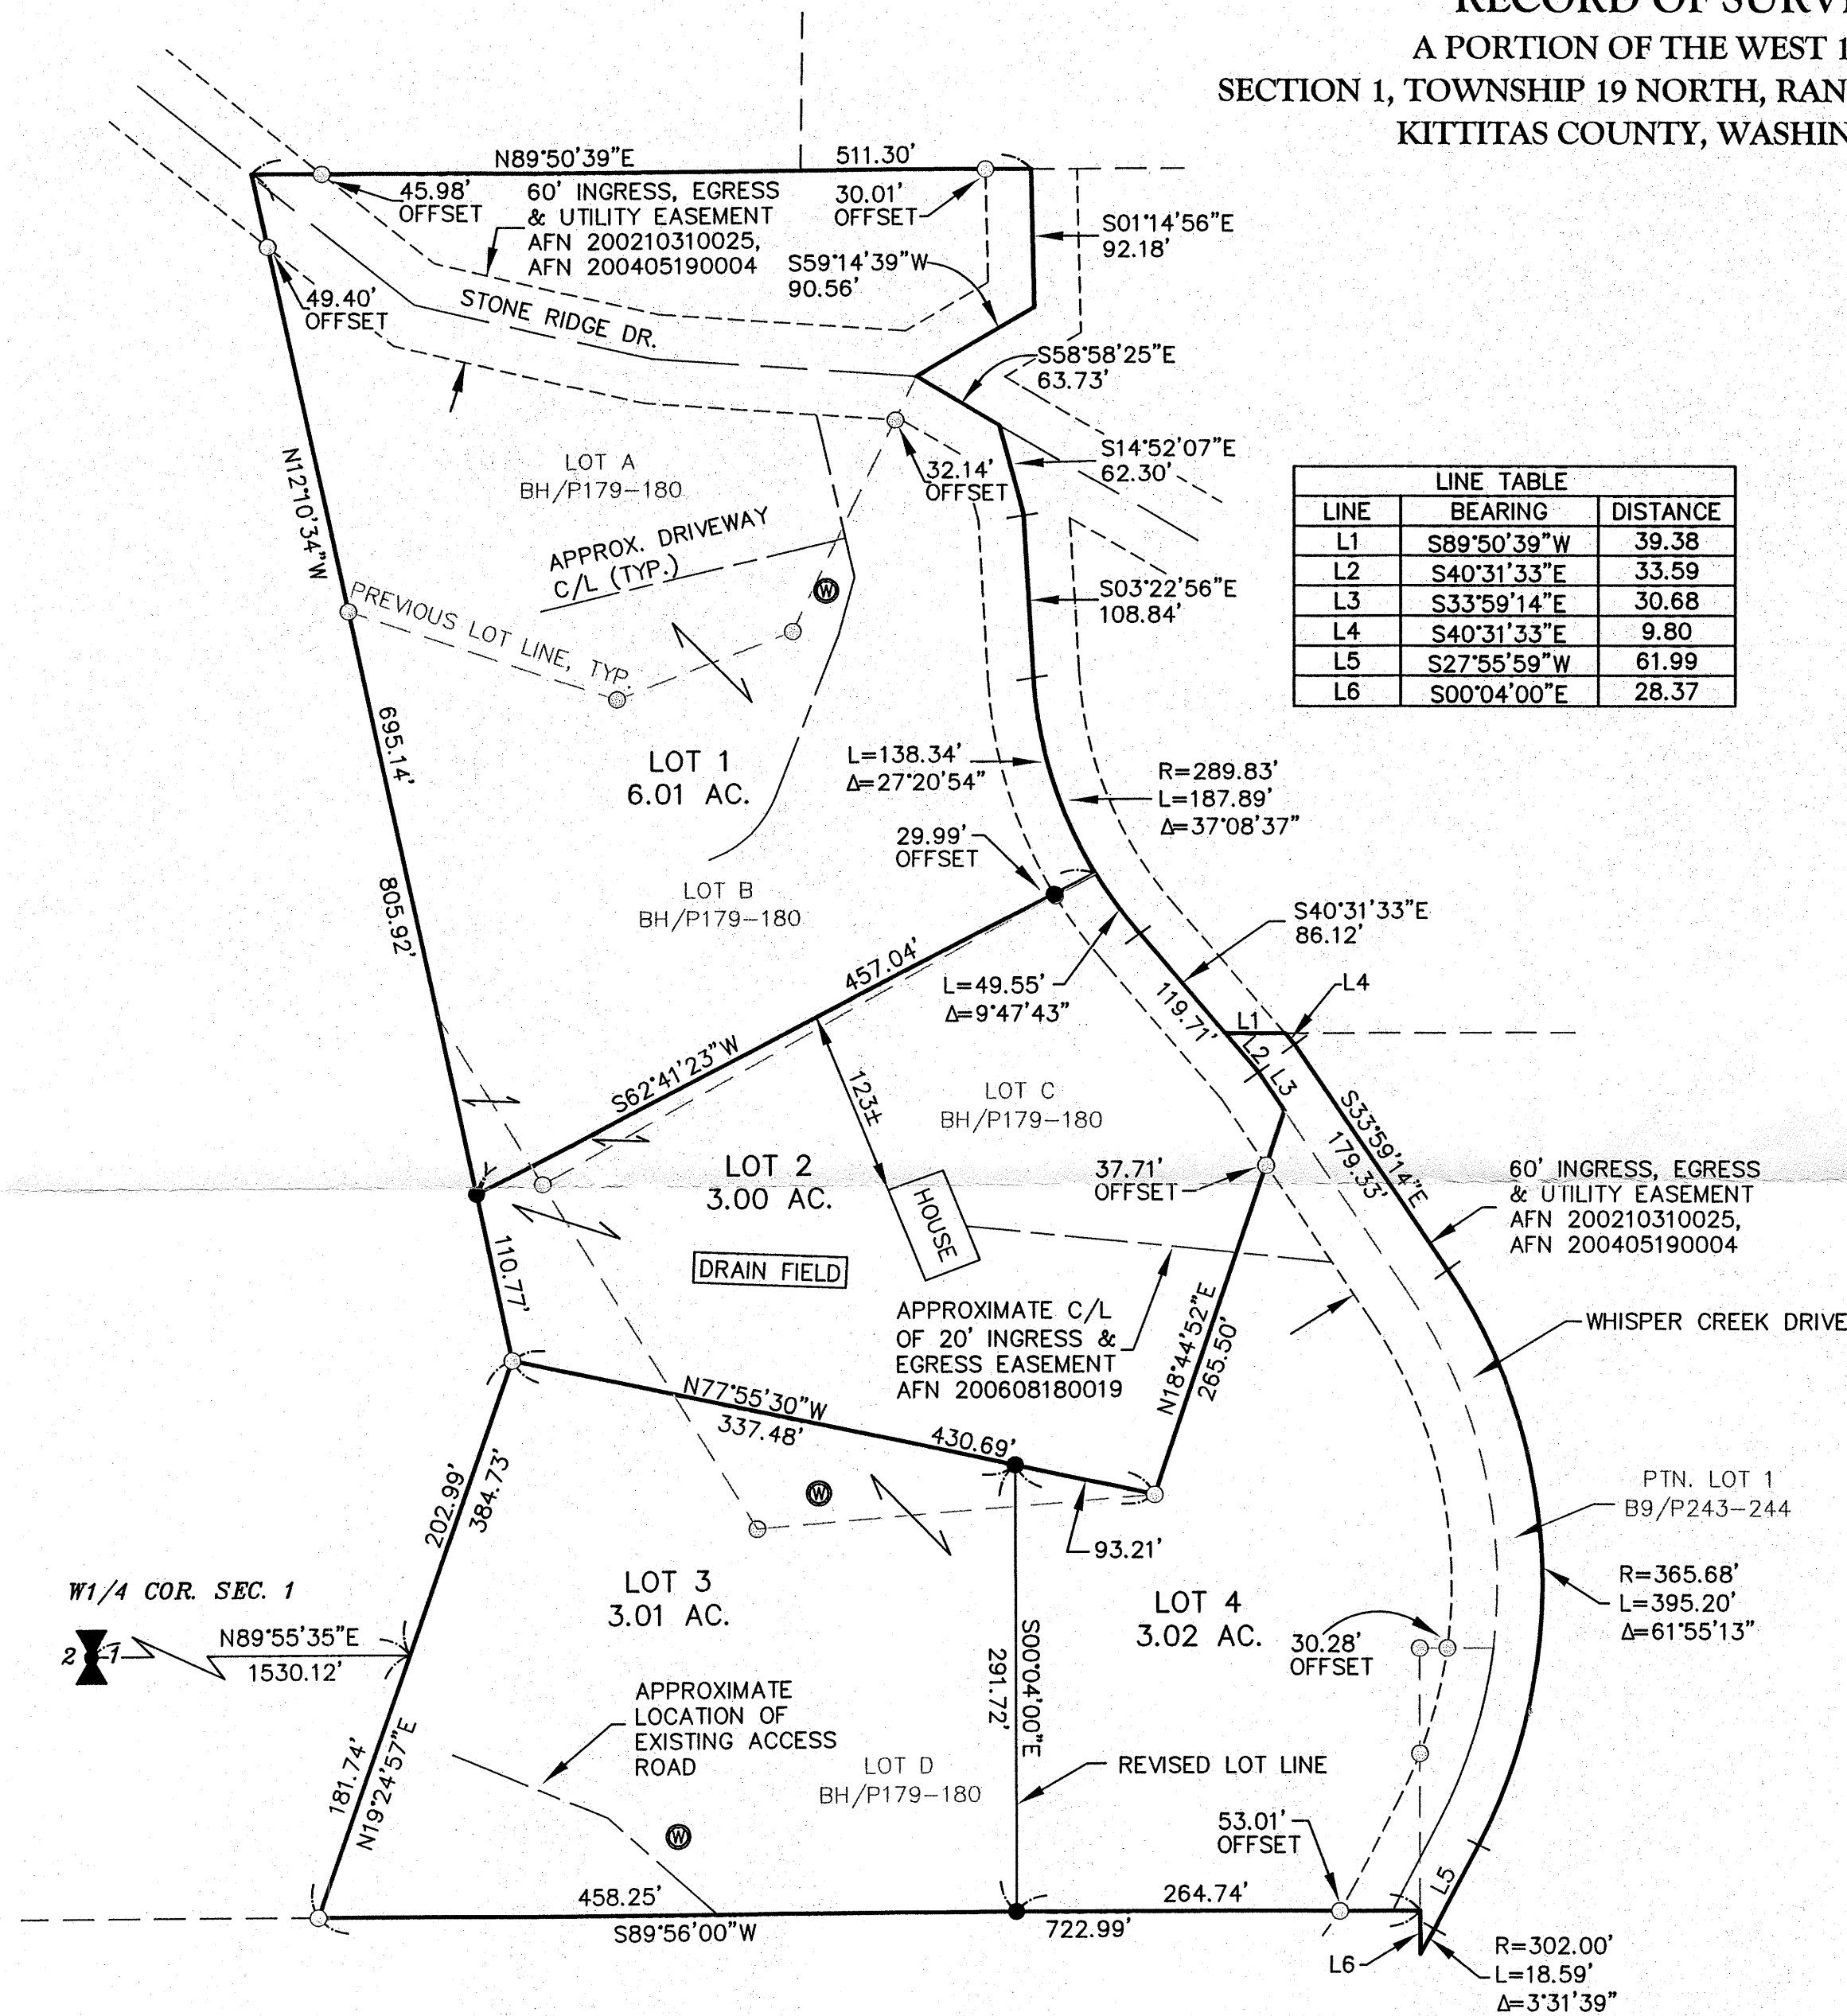 RECORD OF SURV
A PORTION OF THE WEST 1
SECTION 1, TOWNSHIP 19 NORTH, RAN
KITTITAS COUNTY, WASHIN
N89°50'39"E
511.30'
45.98'
OFFSET
60' INGRESS, EGRESS
& UTILITY EASEMENT
AFN 200210310025,
AFN 200405190004
30.01'
OFFSET
S01°14'56"E
92.18'
S59°14'39"W
90.56'
49.40'
OFFSET
STONE RIDGE DR.
S58°58'25"E
63.73'
S14°52'07"E
62.30'
32.14'
OFFSET
LOT A
BH/P179-180
N12°10'34"W
APPROX. DRIVEWAY
C/L (TYP.)
W
S03°22'56"E
108.84'
LINE TABLE
LINE BEARING DISTANCE
L1 S89°50'39"W 39.38
L2 S40°31'33"E 33.59
L3 S33°59'14"E 30.68
L4 S40°31'33"E 9.80
L5 S27°55'59"W 61.99
L6 S00°04'00"E 28.37
PREVIOUS LOT LINE, TYP.
695.14'
805.92'
LOT 1
6.01 AC.
L=138.34'
Δ=27°20'54"
R=289.83'
L=187.89'
Δ=37°08'37"
29.99'
OFFSET
LOT B
BH/P179-180
S40°31'33"E
86.12'
457.04'
S62°41'23"W
L=49.55'
Δ=9°47'43"
119.71'
L4
L1
L2
L3
123±
LOT C
BH/P179-180
S33°59'14"E
179.33'
LOT 2
3.00 AC.
37.71'
OFFSET
60' INGRESS, EGRESS
& UTILITY EASEMENT
AFN 200210310025,
AFN 200405190004
HOUSE
DRAIN FIELD
110.77'
APPROXIMATE C/L
OF 20' INGRESS &
EGRESS EASEMENT
AFN 200608180019
N18°44'52"E
265.50'
WHISPER CREEK DRIVE
N77°55'30"W
337.48'
430.69'
W
93.21'
202.99'
384.73'
PTN. LOT 1
B9/P243-244
LOT 3
3.01 AC.
LOT 4
3.02 AC.
R=365.68'
L=395.20'
Δ=61°55'13"
W1/4 COR. SEC. 1
2 1
N89°55'35"E
1530.12'
30.28'
OFFSET
S00°04'00"E
291.72'
APPROXIMATE
LOCATION OF
EXISTING ACCESS
ROAD
181.74'
N19°24'57"E
LOT D
BH/P179-180
REVISED LOT LINE
W
53.01'
OFFSET
L5
458.25'
S89°56'00"W
264.74'
722.99'
L6
R=302.00'
L=18.59'
Δ=3°31'39"